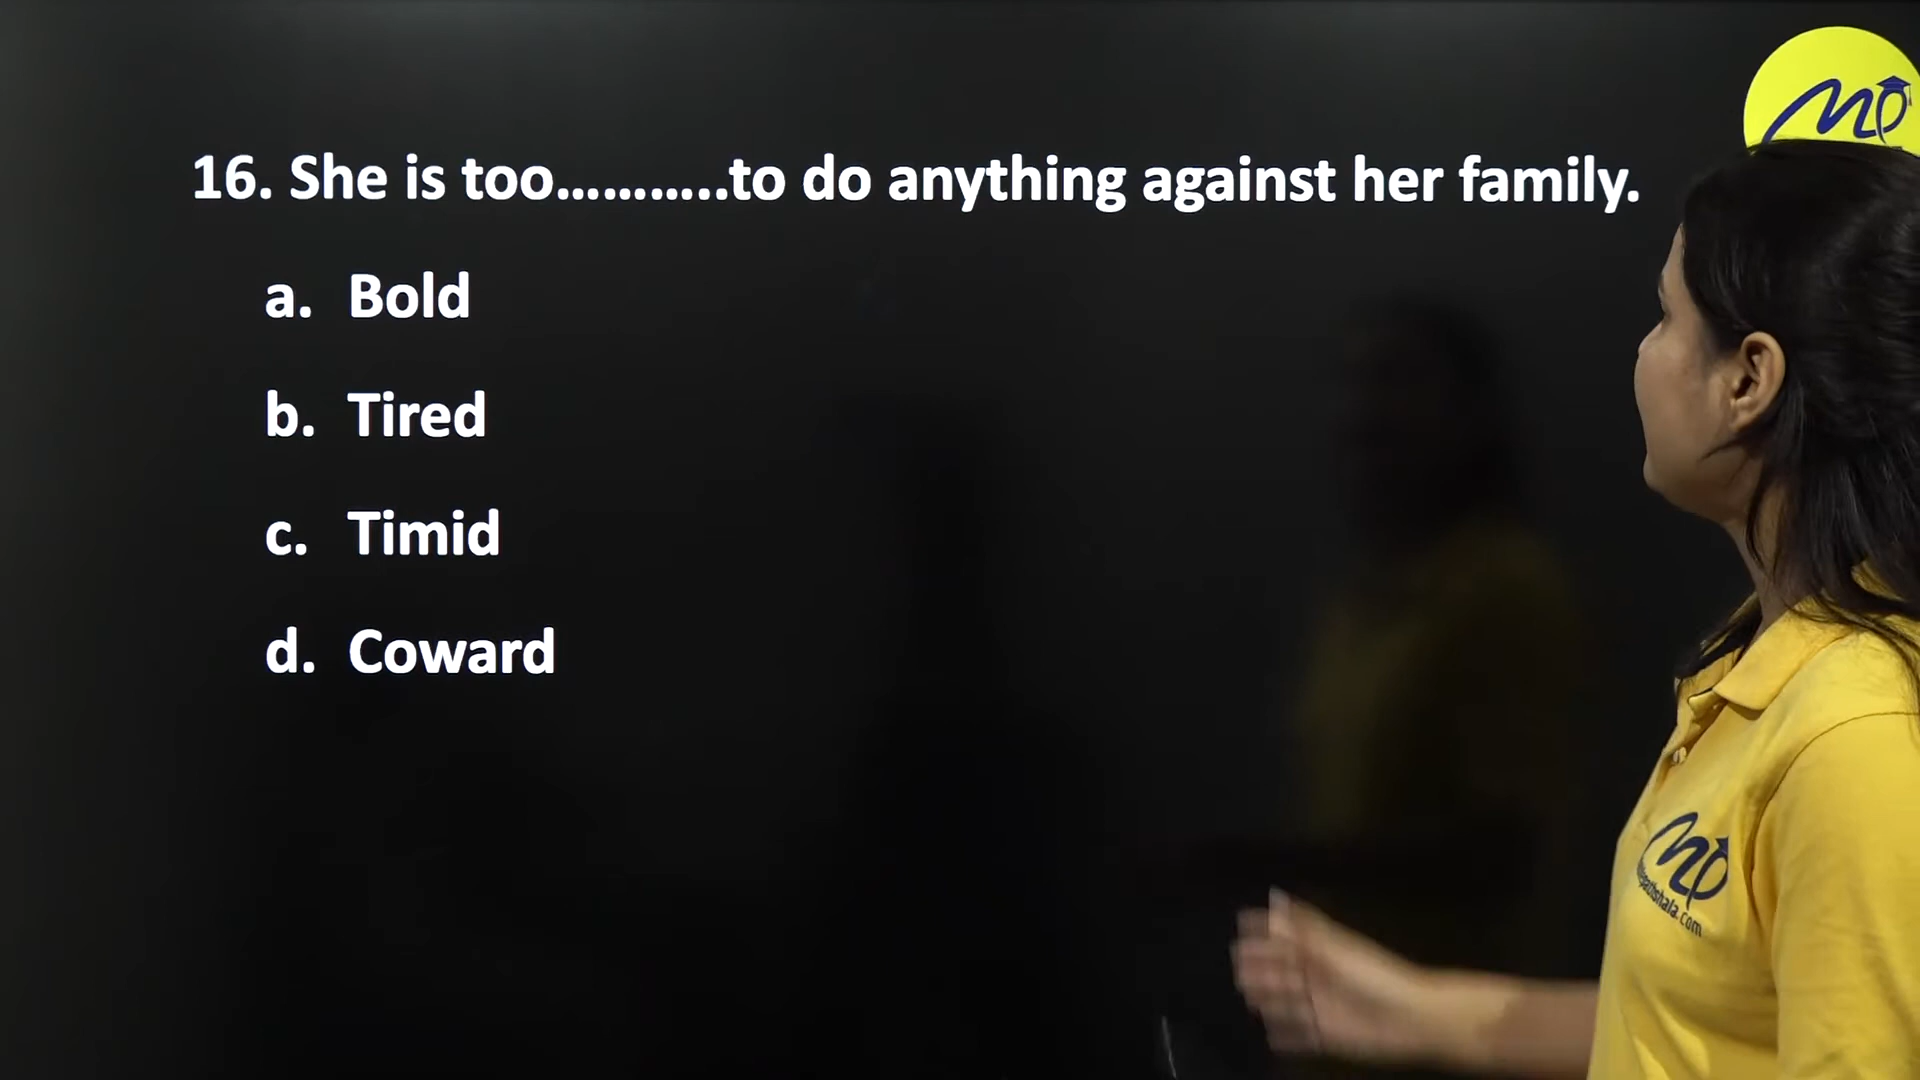 16. She is too...........to do anything against her family.
a. Bold
b. Tired
c. Timid
d. Coward